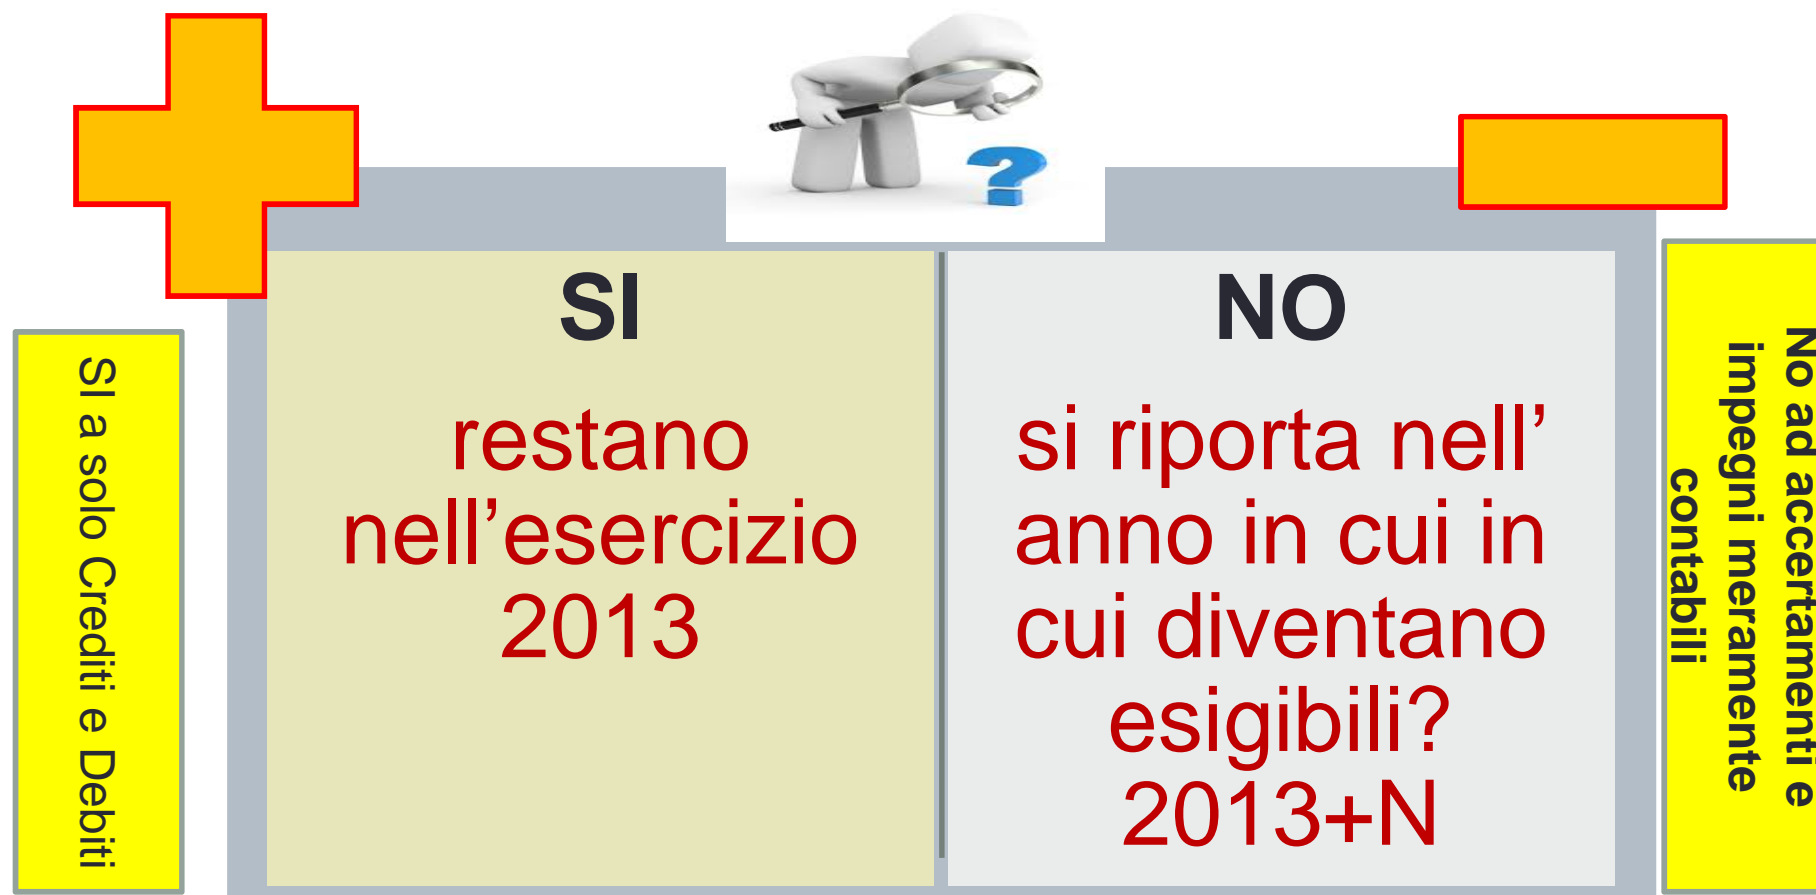 SI a solo Crediti e Debiti
SI
restano
nell’esercizio
2013
NO
si riporta nell’
anno in cui in
cui diventano
esigibili?
2013+N
No ad accertamenti e
impegni meramente
contabili
?